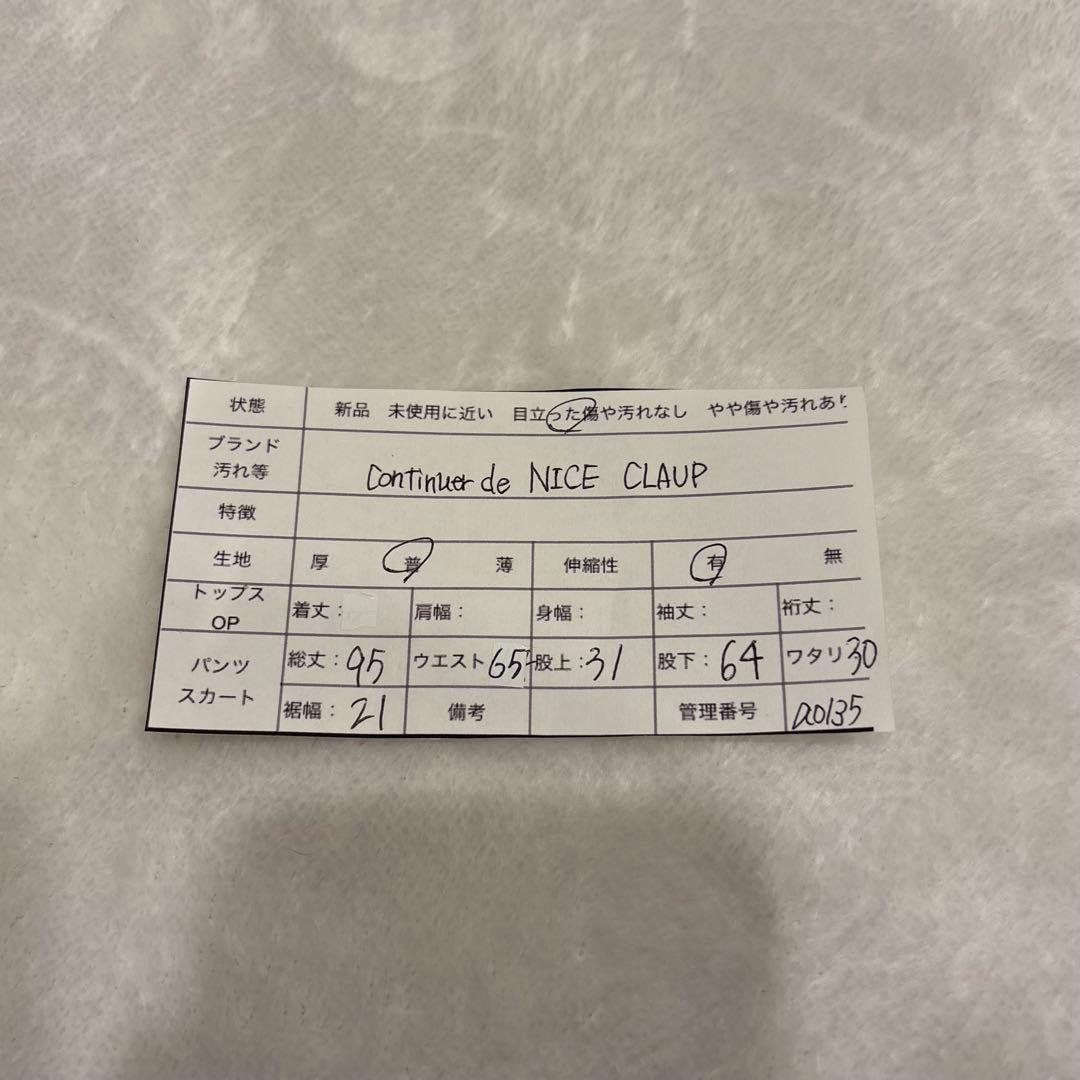 状態 新品 未使用に近い 目立った傷や汚れなし やや傷や汚れあり
ブランド
汚れ等 Continuer de NICE CLAUP
特徴
生地 厚 普 薄 伸縮性 有 無
トップス
OP 着丈: 肩幅: 身幅: 袖丈: 裄丈:
パンツ
スカート 総丈:95 ウエスト65+ 股上:31 股下:64 ワタリ30
裾幅:21 備考 管理番号 a0135